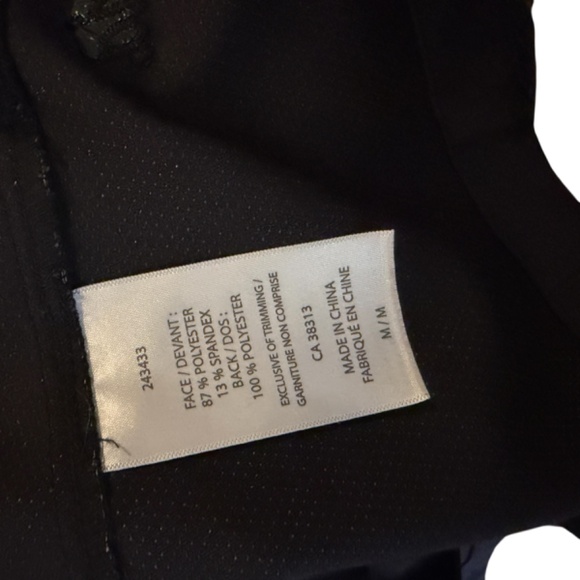 243433
FACE / DEVANT :
87 % POLYESTER
13 % SPANDEX
BACK / DOS :
100 % POLYESTER
EXCLUSIVE OF TRIMMING /
GARNITURE NON COMPRISE
CA 38313
MADE IN CHINA
FABRIQUÉ EN CHINE
M / M